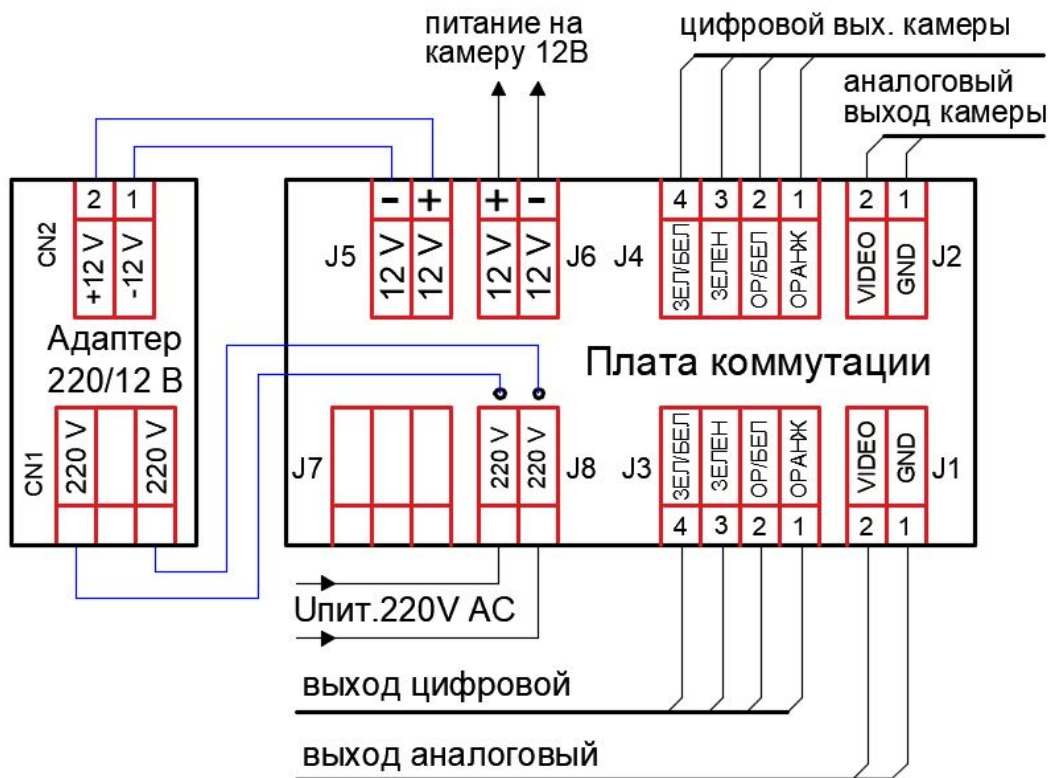 питание на
камеру 12В
цифровой вых. камеры
аналоговый
выход камеры
CN2
2 1
+12 V -12 V
Адаптер
220/12 В
CN1
220 V 220 V
J5
- + + -
12 V 12 V 12 V 12 V
J6
J4
4 3 2 1
ЗЕЛ/БЕЛ ЗЕЛЕН ОР/БЕЛ ОРАНЖ
2 1
VIDEO GND
J2
Плата коммутации
J7
220 V 220 V
J8
J3
ЗЕЛ/БЕЛ ЗЕЛЕН ОР/БЕЛ ОРАНЖ
4 3 2 1
VIDEO GND
2 1
J1
Uпит.220V AC
выход цифровой
выход аналоговый